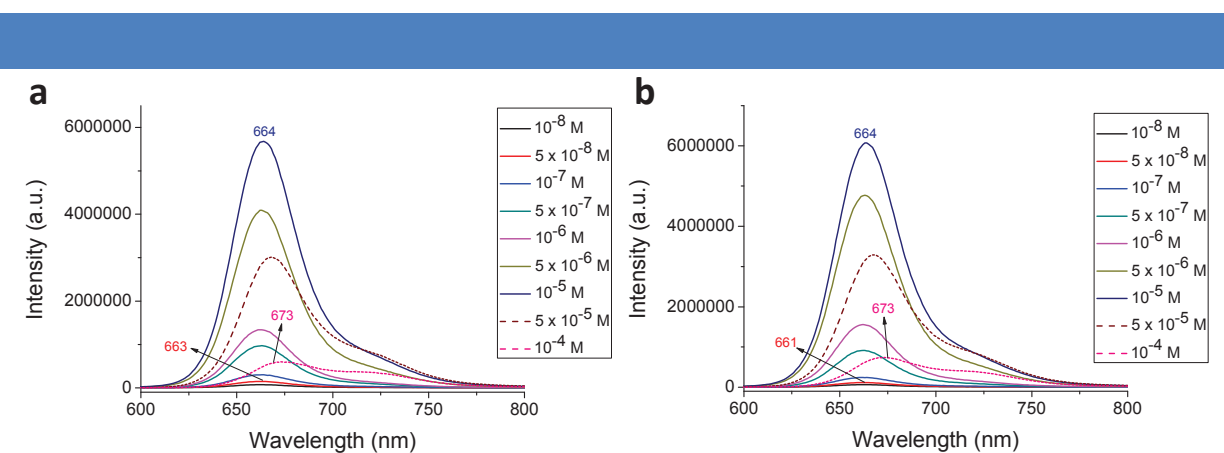 a
6000000
4000000
2000000
0
600
650
700
750
800
Intensity (a.u.)
Wavelength (nm)
664
663
673
10⁻⁸ M
5 x 10⁻⁸ M
10⁻⁷ M
5 x 10⁻⁷ M
10⁻⁶ M
5 x 10⁻⁶ M
10⁻⁵ M
5 x 10⁻⁵ M
10⁻⁴ M
b
6000000
4000000
2000000
0
600
650
700
750
800
Intensity (a.u.)
Wavelength (nm)
664
661
673
10⁻⁸ M
5 x 10⁻⁸ M
10⁻⁷ M
5 x 10⁻⁷ M
10⁻⁶ M
5 x 10⁻⁶ M
10⁻⁵ M
5 x 10⁻⁵ M
10⁻⁴ M